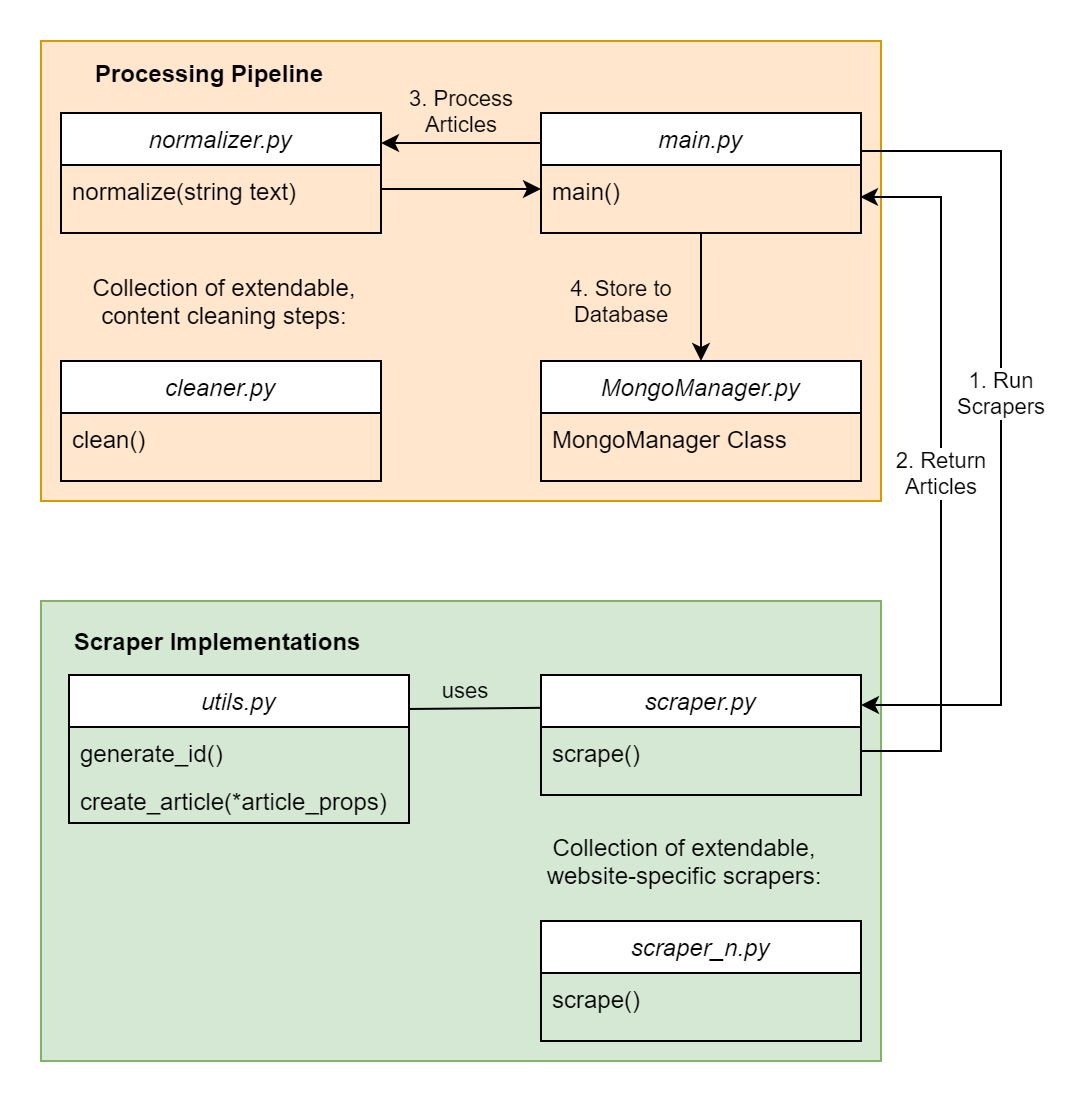 Processing Pipeline
normalizer.py
normalize(string text)
3. Process
Articles
main.py
main()
Collection of extendable,
content cleaning steps:
4. Store to
Database
cleaner.py
clean()
MongoManager.py
MongoManager Class
1. Run
Scrapers
2. Return
Articles
Scraper Implementations
utils.py
generate_id()
create_article(*article_props)
uses
scraper.py
scrape()
Collection of extendable,
website-specific scrapers:
scraper_n.py
scrape()